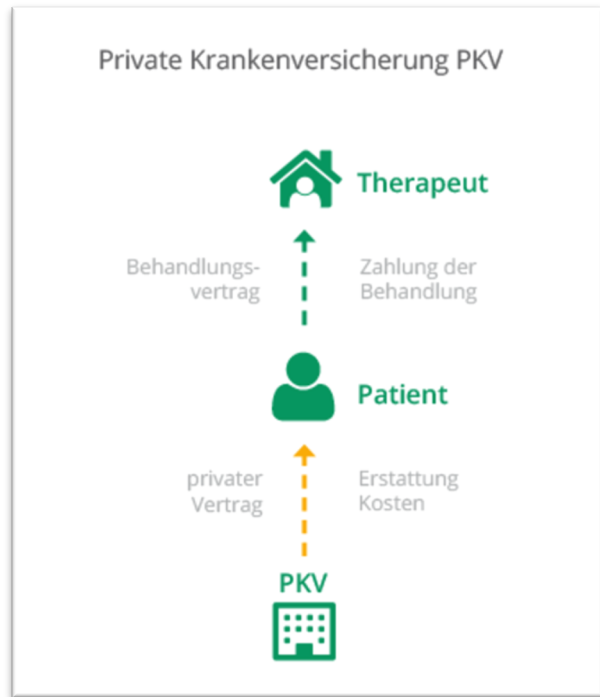 Private Krankenversicherung PKV
Therapeut
Behandlungs-
vertrag
Zahlung der
Behandlung
Patient
privater
Vertrag
Erstattung
Kosten
PKV